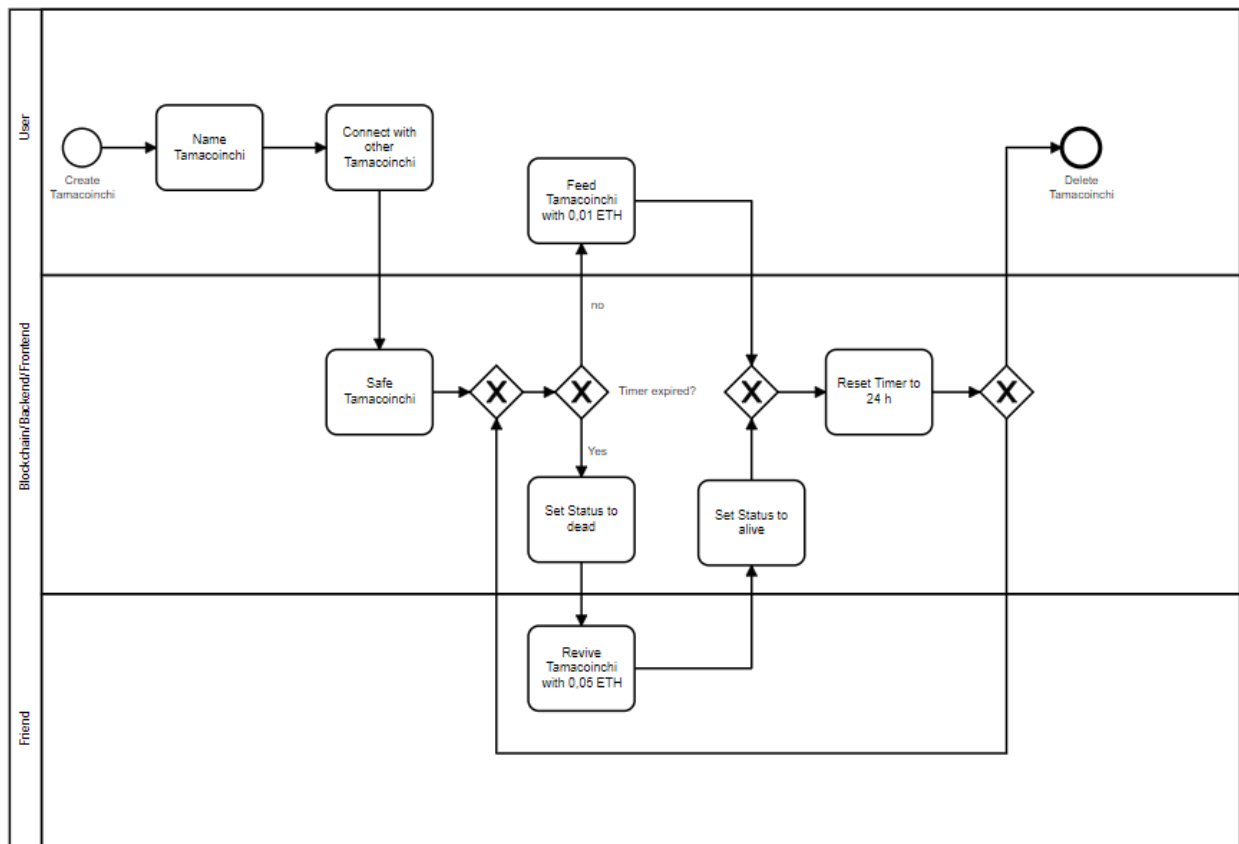 User
Create
Tamacoinchi
Name
Tamacoinchi
Connect with
other
Tamacoinchi
Feed
Tamacoinchi
with 0,01 ETH
Delete
Tamacoinchi
Blockchain/Backend/Frontend
no
Safe
Tamacoinchi
Timer expired?
Reset Timer to
24 h
Yes
Set Status to
dead
Set Status to
alive
Friend
Revive
Tamacoinchi
with 0,05 ETH